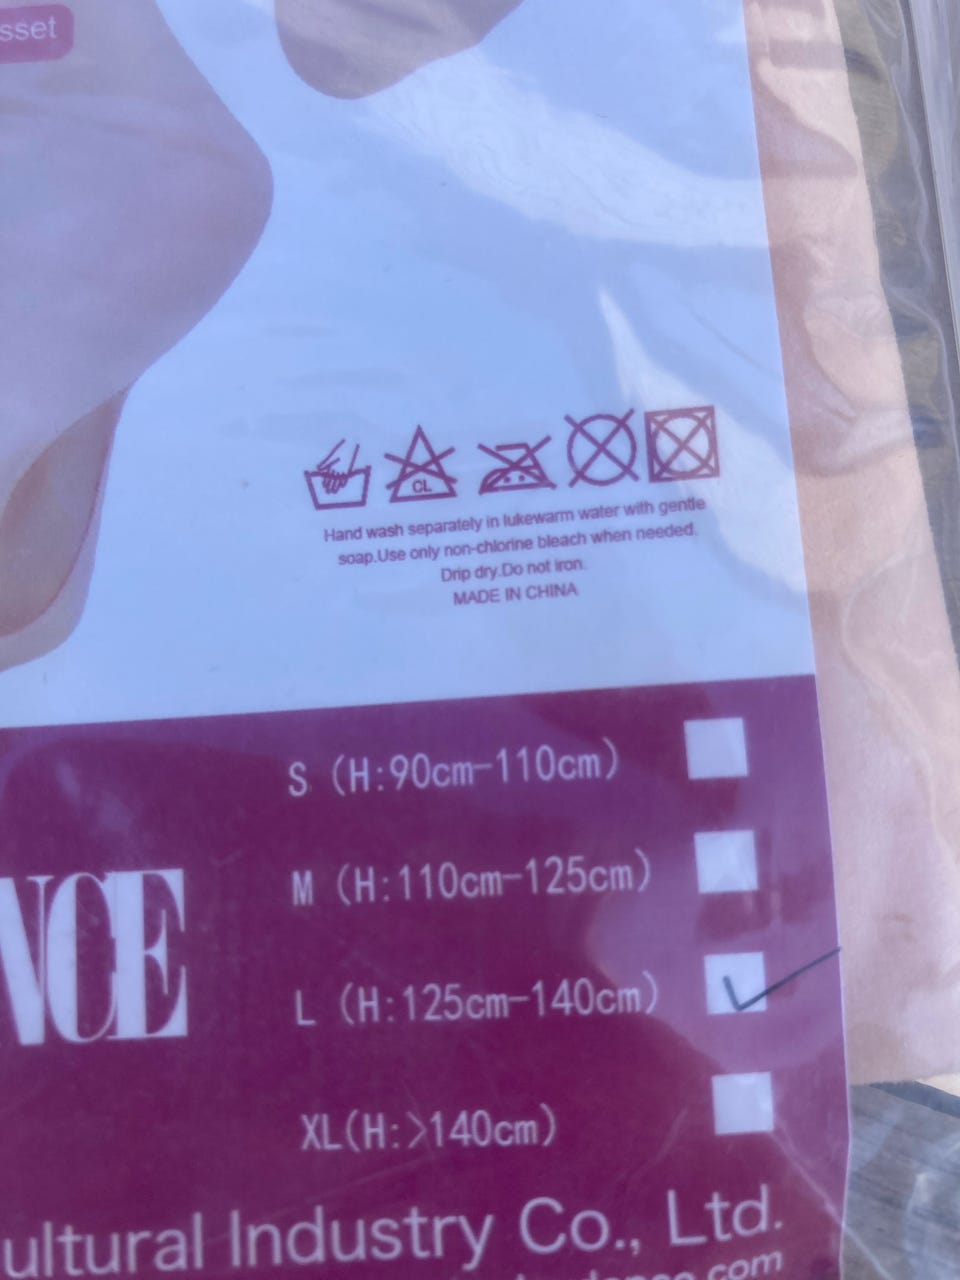 sset
CL
Hand wash separately in lukewarm water with gentle
soap.Use only non-chlorine bleach when needed.
Drip dry.Do not iron.
MADE IN CHINA
S (H:90cm-110cm)
M (H:110cm-125cm)
NCE
L (H:125cm-140cm)
XL(H:>140cm)
ultural Industry Co., Ltd.
.com